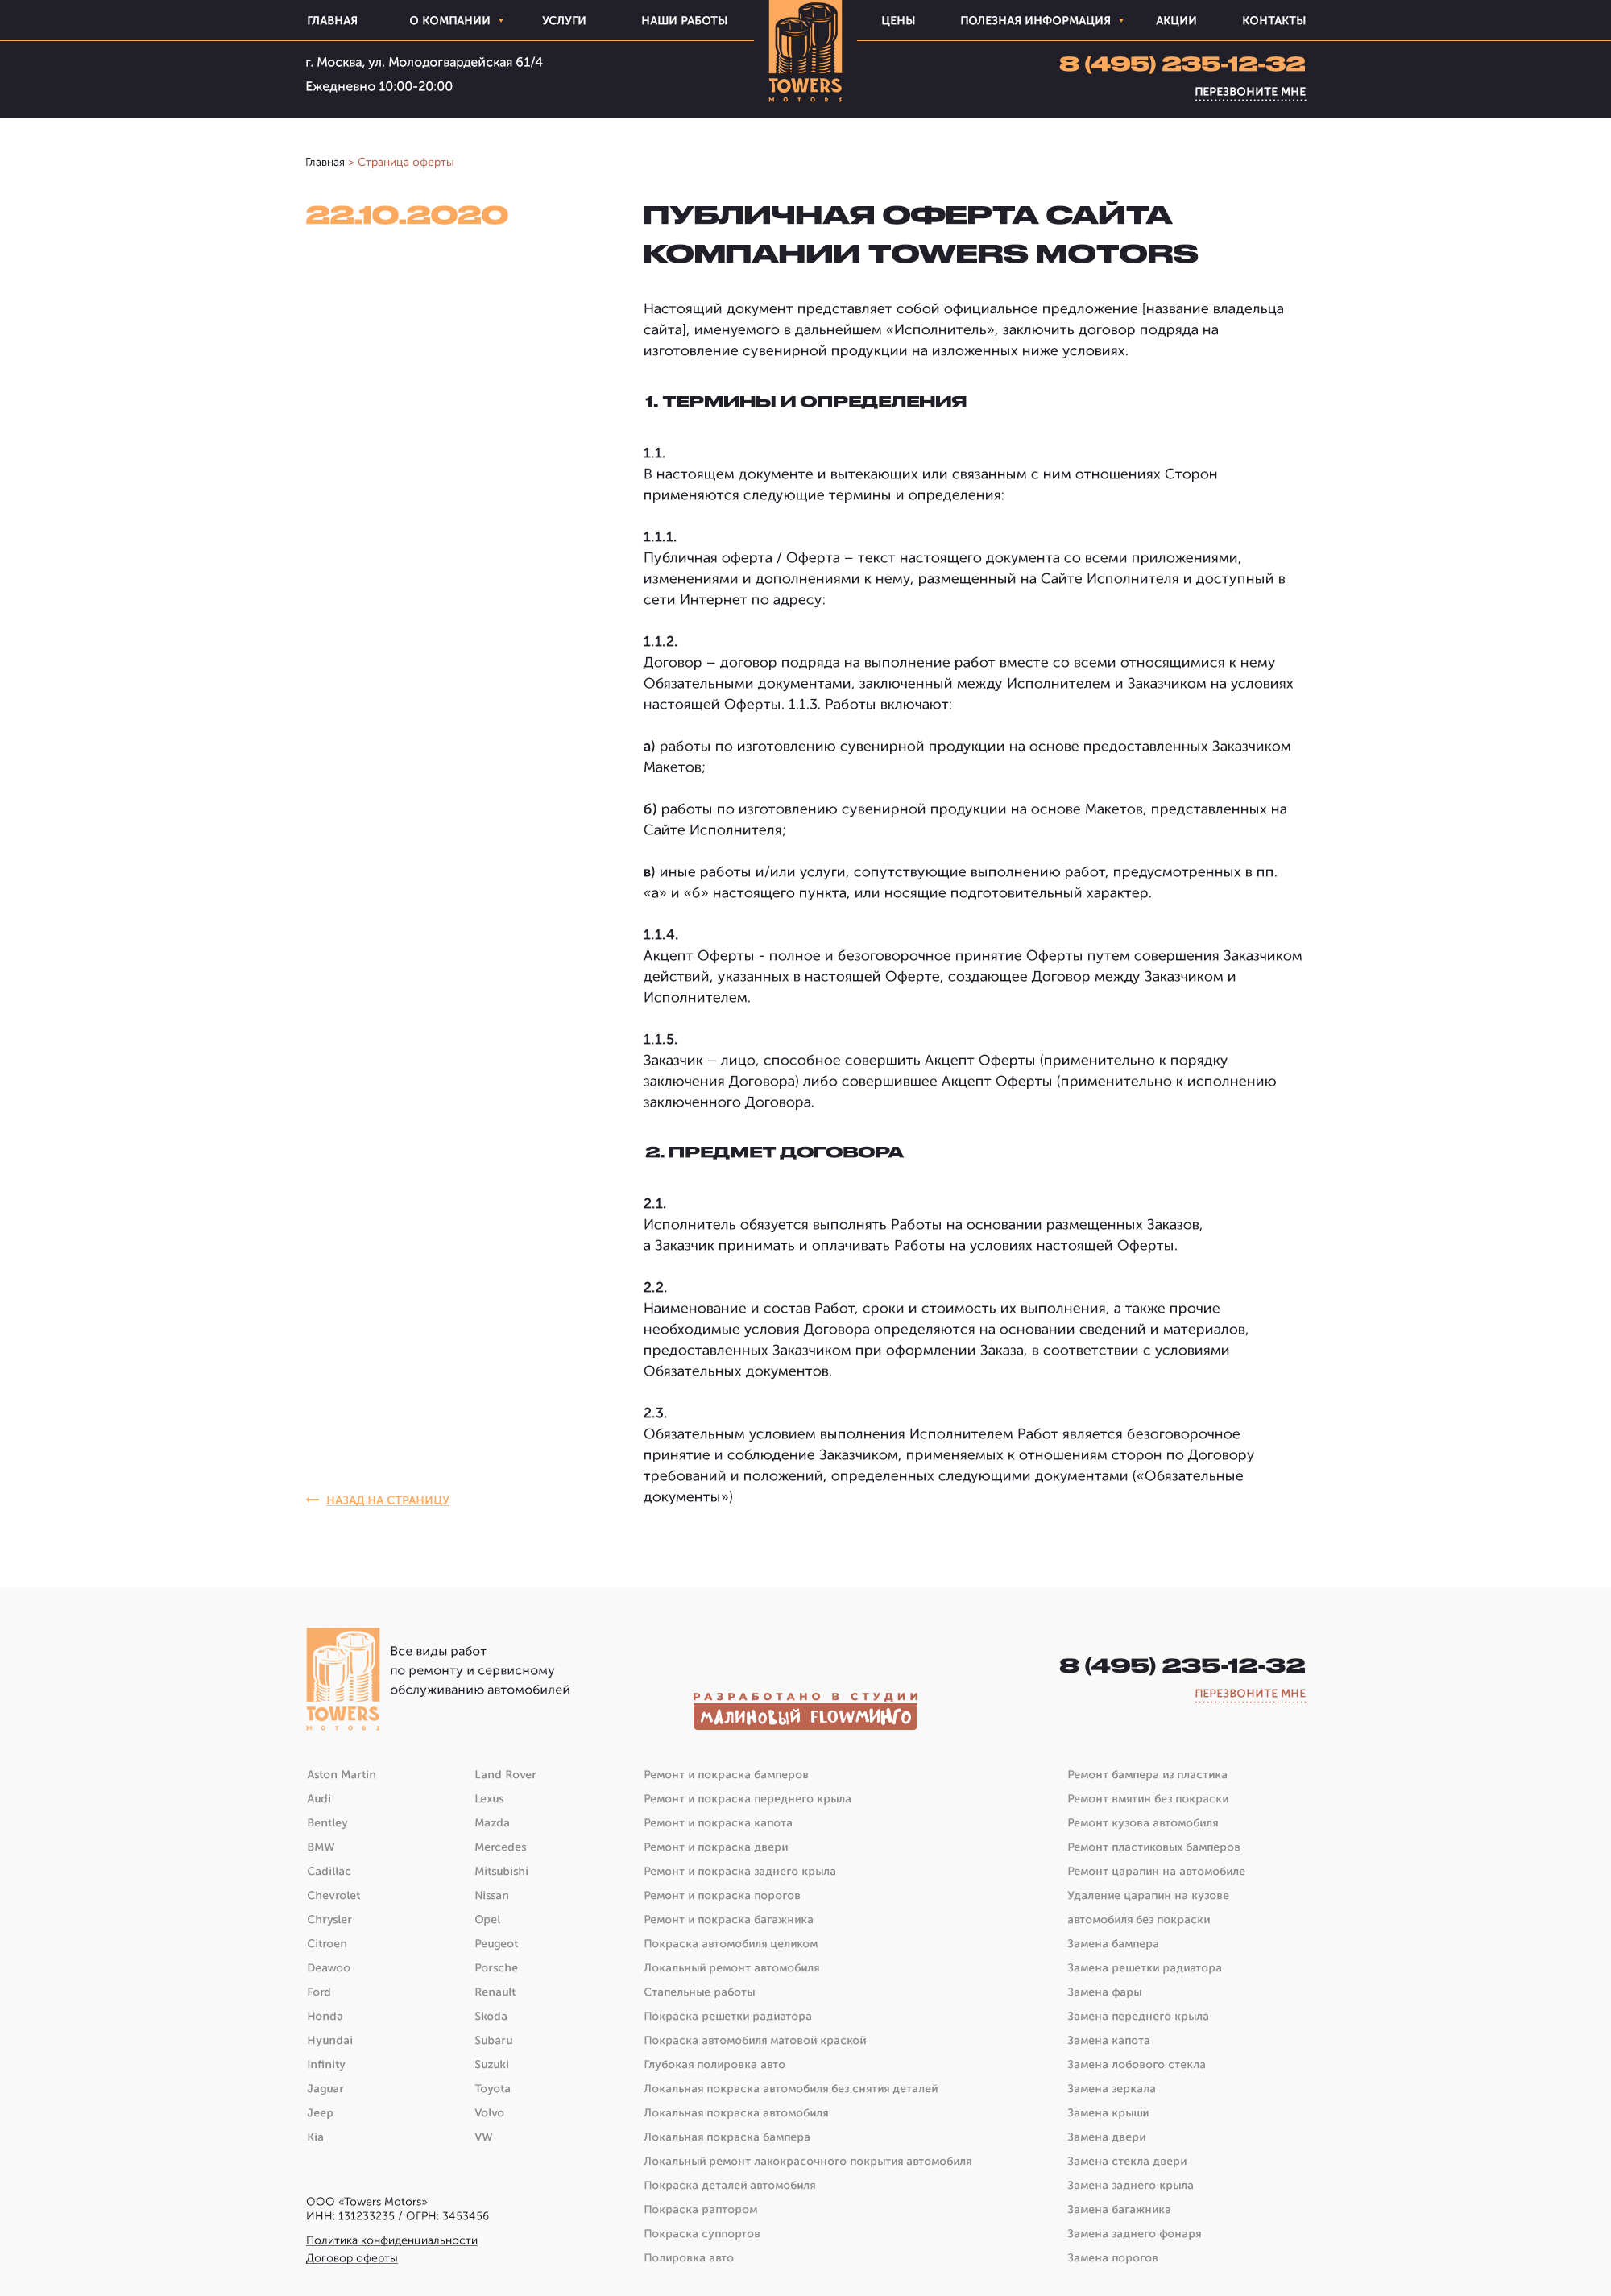 ГЛАВНАЯ
О КОМПАНИИ
УСЛУГИ
НАШИ РАБОТЫ
ЦЕНЫ
ПОЛЕЗНАЯ ИНФОРМАЦИЯ
АКЦИИ
КОНТАКТЫ
TOWERS
MOTORS
г. Москва, ул. Молодогвардейская 61/4
Ежедневно 10:00-20:00
8 (495) 235-12-32
ПЕРЕЗВОНИТЕ МНЕ
Главная > Страница оферты
22.10.2020
ПУБЛИЧНАЯ ОФЕРТА САЙТА
КОМПАНИИ TOWERS MOTORS
Настоящий документ представляет собой официальное предложение [название владельца
сайта], именуемого в дальнейшем «Исполнитель», заключить договор подряда на
изготовление сувенирной продукции на изложенных ниже условиях.
1. ТЕРМИНЫ И ОПРЕДЕЛЕНИЯ
1.1.
В настоящем документе и вытекающих или связанным с ним отношениях Сторон
применяются следующие термины и определения:
1.1.1.
Публичная оферта / Оферта – текст настоящего документа со всеми приложениями,
изменениями и дополнениями к нему, размещенный на Сайте Исполнителя и доступный в
сети Интернет по адресу:
1.1.2.
Договор – договор подряда на выполнение работ вместе со всеми относящимися к нему
Обязательными документами, заключенный между Исполнителем и Заказчиком на условиях
настоящей Оферты. 1.1.3. Работы включают:
а) работы по изготовлению сувенирной продукции на основе предоставленных Заказчиком
Макетов;
б) работы по изготовлению сувенирной продукции на основе Макетов, представленных на
Сайте Исполнителя;
в) иные работы и/или услуги, сопутствующие выполнению работ, предусмотренных в пп.
«а» и «б» настоящего пункта, или носящие подготовительный характер.
1.1.4.
Акцепт Оферты - полное и безоговорочное принятие Оферты путем совершения Заказчиком
действий, указанных в настоящей Оферте, создающее Договор между Заказчиком и
Исполнителем.
1.1.5.
Заказчик – лицо, способное совершить Акцепт Оферты (применительно к порядку
заключения Договора) либо совершившее Акцепт Оферты (применительно к исполнению
заключенного Договора.
2. ПРЕДМЕТ ДОГОВОРА
2.1.
Исполнитель обязуется выполнять Работы на основании размещенных Заказов,
а Заказчик принимать и оплачивать Работы на условиях настоящей Оферты.
2.2.
Наименование и состав Работ, сроки и стоимость их выполнения, а также прочие
необходимые условия Договора определяются на основании сведений и материалов,
предоставленных Заказчиком при оформлении Заказа, в соответствии с условиями
Обязательных документов.
2.3.
Обязательным условием выполнения Исполнителем Работ является безоговорочное
принятие и соблюдение Заказчиком, применяемых к отношениям сторон по Договору
требований и положений, определенных следующими документами («Обязательные
документы»)
НАЗАД НА СТРАНИЦУ
TOWERS
MOTORS
Все виды работ
по ремонту и сервисному
обслуживанию автомобилей
РАЗРАБОТАНО В СТУДИИ
МАЛИНОВЫЙ FLOWМИНГО
8 (495) 235-12-32
ПЕРЕЗВОНИТЕ МНЕ
Aston Martin
Audi
Bentley
BMW
Cadillac
Chevrolet
Chrysler
Citroen
Deawoo
Ford
Honda
Hyundai
Infinity
Jaguar
Jeep
Kia
Land Rover
Lexus
Mazda
Mercedes
Mitsubishi
Nissan
Opel
Peugeot
Porsche
Renault
Skoda
Subaru
Suzuki
Toyota
Volvo
VW
Ремонт и покраска бамперов
Ремонт и покраска переднего крыла
Ремонт и покраска капота
Ремонт и покраска двери
Ремонт и покраска заднего крыла
Ремонт и покраска порогов
Ремонт и покраска багажника
Покраска автомобиля целиком
Локальный ремонт автомобиля
Стапельные работы
Покраска решетки радиатора
Покраска автомобиля матовой краской
Глубокая полировка авто
Локальная покраска автомобиля без снятия деталей
Локальная покраска автомобиля
Локальная покраска бампера
Локальный ремонт лакокрасочного покрытия автомобиля
Покраска деталей автомобиля
Покраска раптором
Покраска суппортов
Полировка авто
Ремонт бампера из пластика
Ремонт вмятин без покраски
Ремонт кузова автомобиля
Ремонт пластиковых бамперов
Ремонт царапин на автомобиле
Удаление царапин на кузове
автомобиля без покраски
Замена бампера
Замена решетки радиатора
Замена фары
Замена переднего крыла
Замена капота
Замена лобового стекла
Замена зеркала
Замена крыши
Замена двери
Замена стекла двери
Замена заднего крыла
Замена багажника
Замена заднего фонаря
Замена порогов
ООО «Towers Motors»
ИНН: 131233235 / ОГРН: 3453456
Политика конфиденциальности
Договор оферты